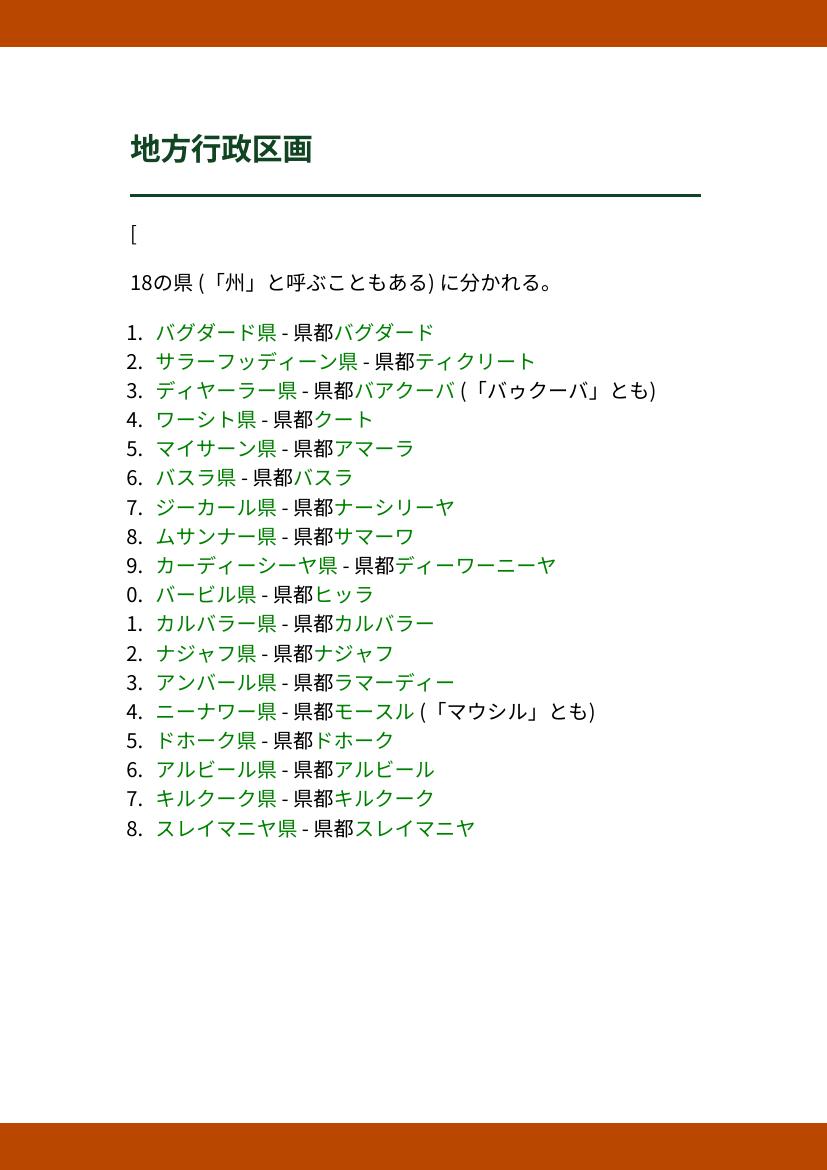 地方行政区画
[
18の県 (「州」と呼ぶこともある) に分かれる。
1. バグダード県 - 県都バグダード
2. サラーフッディーン県 - 県都ティクリート
3. ディヤーラー県 - 県都バアクーバ (「バゥクーバ」とも)
4. ワーシト県 - 県都クート
5. マイサーン県 - 県都アマーラ
6. バスラ県 - 県都バスラ
7. ジーカール県 - 県都ナーシリーヤ
8. ムサンナー県 - 県都サマーワ
9. カーディーシーヤ県 - 県都ディーワーニーヤ
0. バービル県 - 県都ヒッラ
1. カルバラー県 - 県都カルバラー
2. ナジャフ県 - 県都ナジャフ
3. アンバール県 - 県都ラマーディー
4. ニーナワー県 - 県都モースル (「マウシル」とも)
5. ドホーク県 - 県都ドホーク
6. アルビール県 - 県都アルビール
7. キルクーク県 - 県都キルクーク
8. スレイマニヤ県 - 県都スレイマニヤ